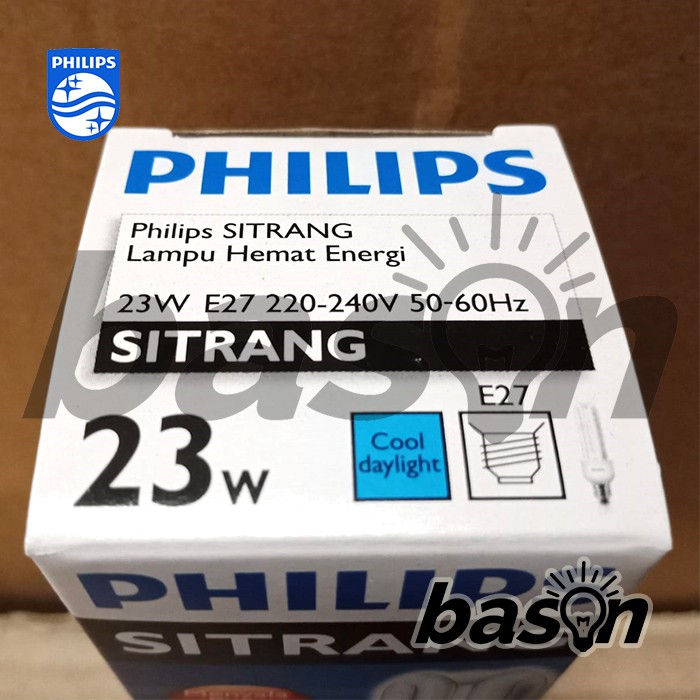 PHILIPS
PHILIPS
Philips SITRANG
Lampu Hemat Energi
23W E27 220-240V 50-60Hz
SITRANG
bason
23W
Cool
daylight
E27
PHILIPS
SITRANG
bason